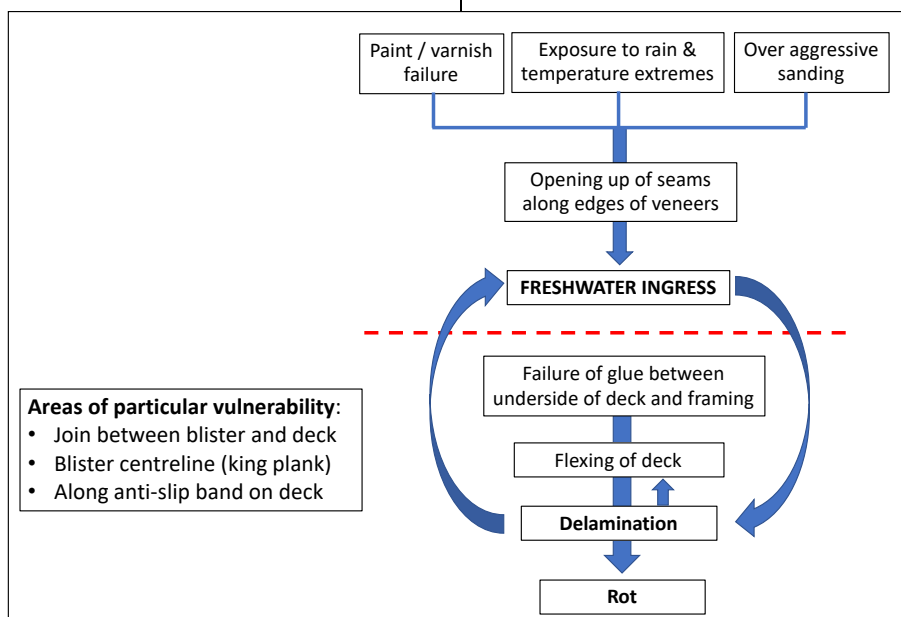 Paint / varnish
failure
Exposure to rain &
temperature extremes
Over aggressive
sanding
Opening up of seams
along edges of veneers
FRESHWATER INGRESS
Failure of glue between
underside of deck and framing
Areas of particular vulnerability:
• Join between blister and deck
• Blister centreline (king plank)
• Along anti-slip band on deck
Flexing of deck
Delamination
Rot